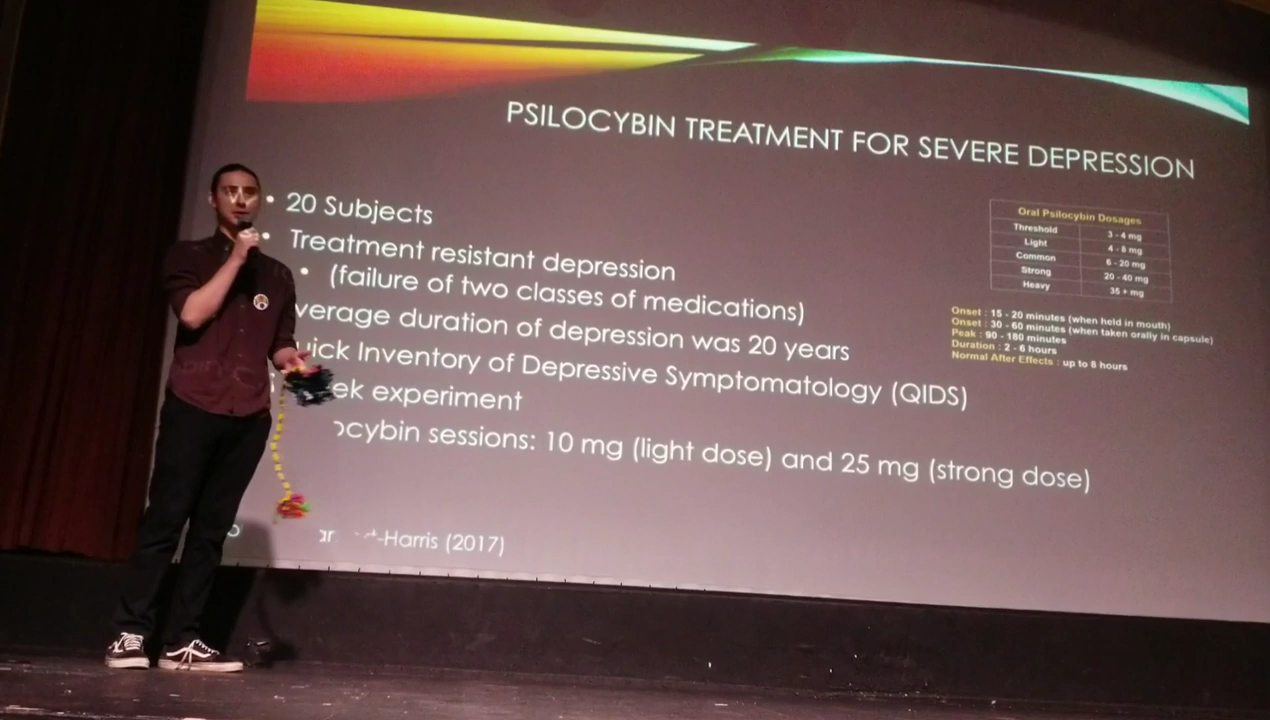 PSILOCYBIN TREATMENT FOR SEVERE DEPRESSION
• 20 Subjects
• Treatment resistant depression
• (failure of two classes of medications)
verage duration of depression was 20 years
uick Inventory of Depressive Symptomatology (QIDS)
ek experiment
ocybin sessions: 10 mg (light dose) and 25 mg (strong dose)
-Harris (2017)
Oral Psilocybin Dosages
Threshold 3 - 4 mg
Light 4 - 8 mg
Common 6 - 20 mg
Strong 20 - 40 mg
Heavy 35 + mg
Onset : 15 - 20 minutes (when held in mouth)
Onset : 30 - 60 minutes (when taken orally in capsule)
Peak : 90 - 180 minutes
Duration : 2 - 6 hours
Normal After Effects : up to 8 hours